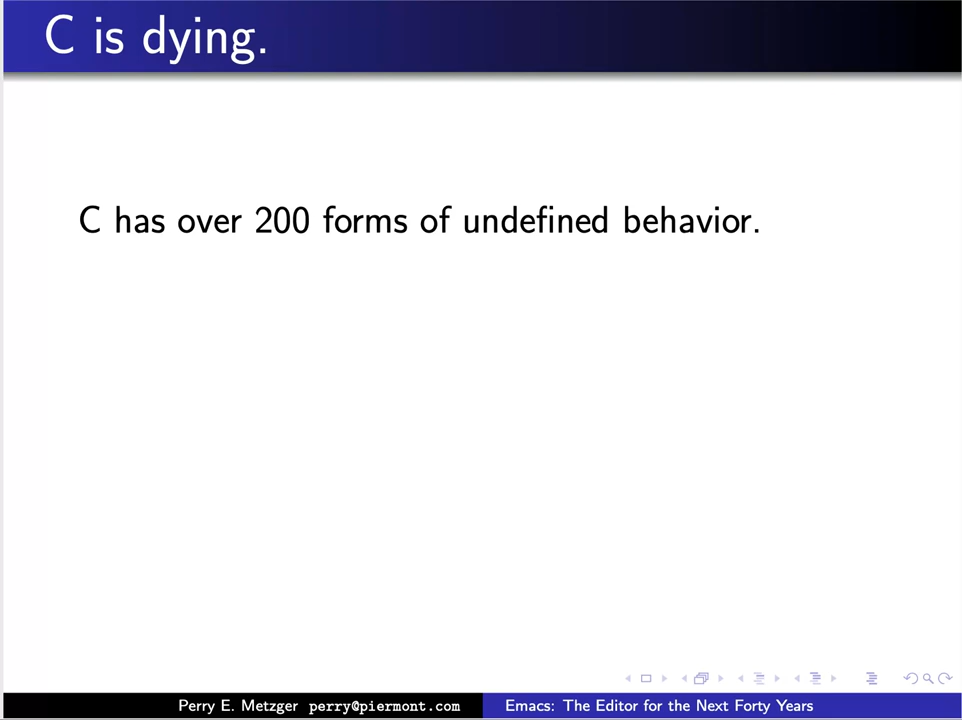 C is dying.
C has over 200 forms of undefined behavior.
Perry E. Metzger perry@piermont.com
Emacs: The Editor for the Next Forty Years